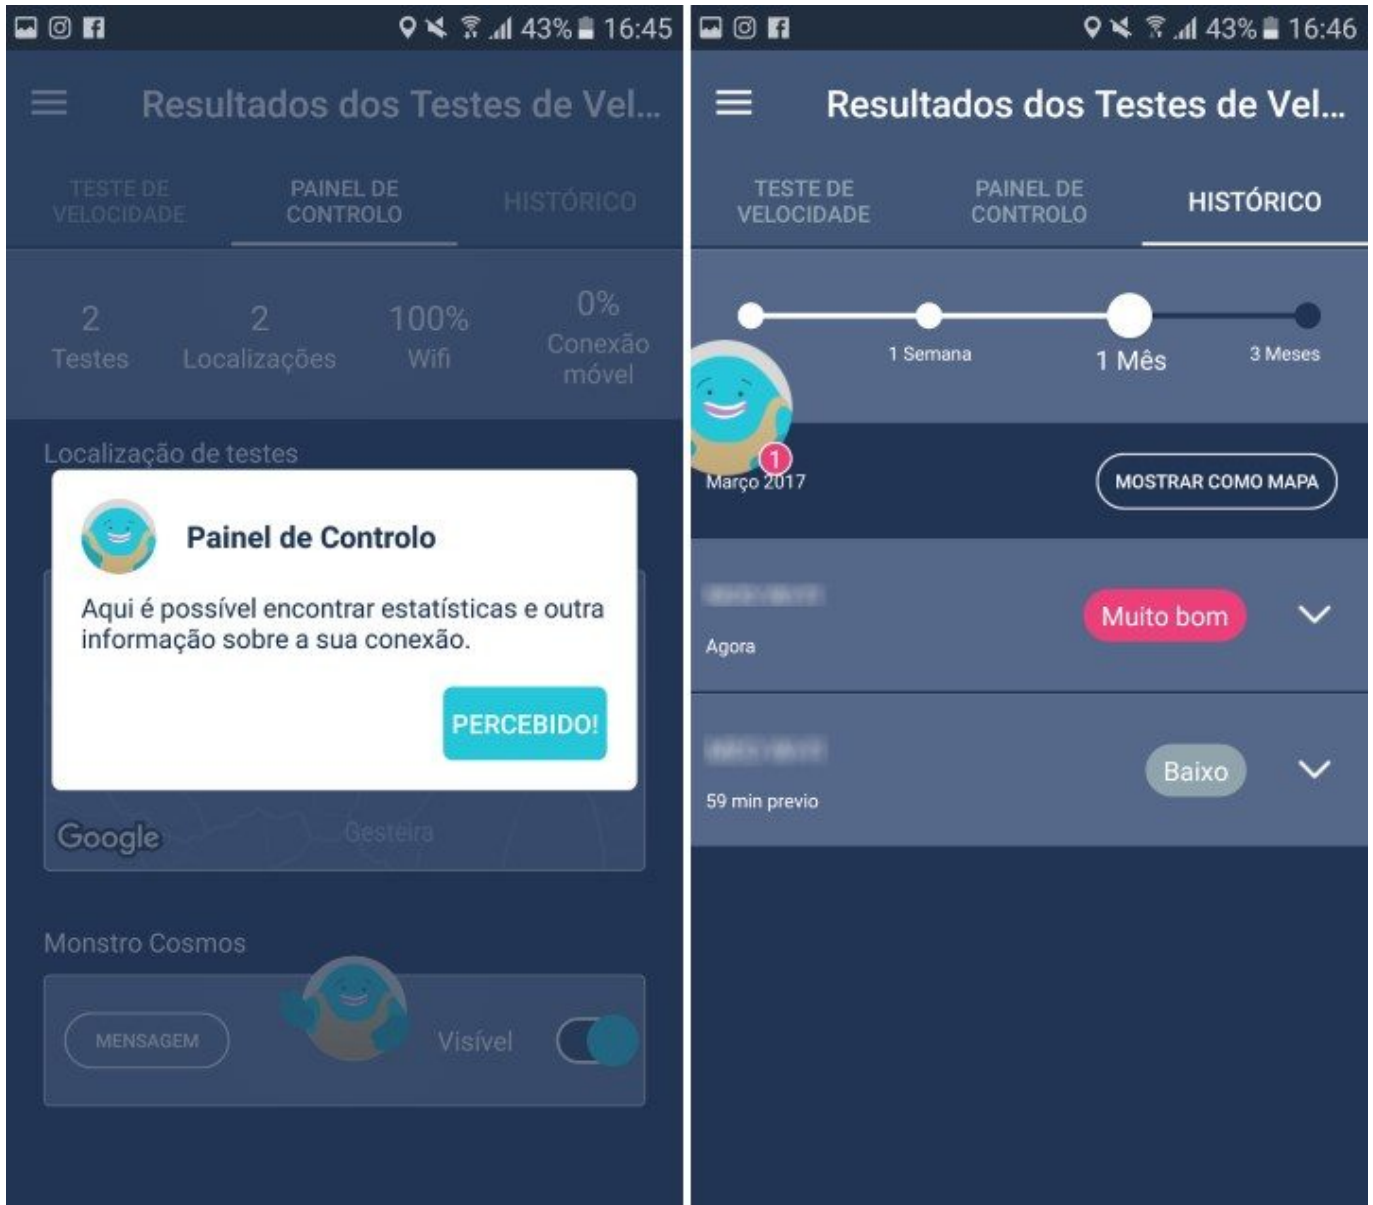 43% 16:45
Resultados dos Testes de Vel...
TESTE DE
VELOCIDADE
PAINEL DE
CONTROLO
HISTÓRICO
2
Testes
2
Localizações
100%
Wifi
0%
Conexão
móvel
Localização de testes
Painel de Controlo
Aqui é possível encontrar estatísticas e outra
informação sobre a sua conexão.
PERCEBIDO!
Google
Gesteira
Monstro Cosmos
MENSAGEM
Visível
43% 16:46
Resultados dos Testes de Vel...
TESTE DE
VELOCIDADE
PAINEL DE
CONTROLO
HISTÓRICO
1 Semana
1 Mês
3 Meses
1
Março 2017
MOSTRAR COMO MAPA
Muito bom
Agora
Baixo
59 min previo